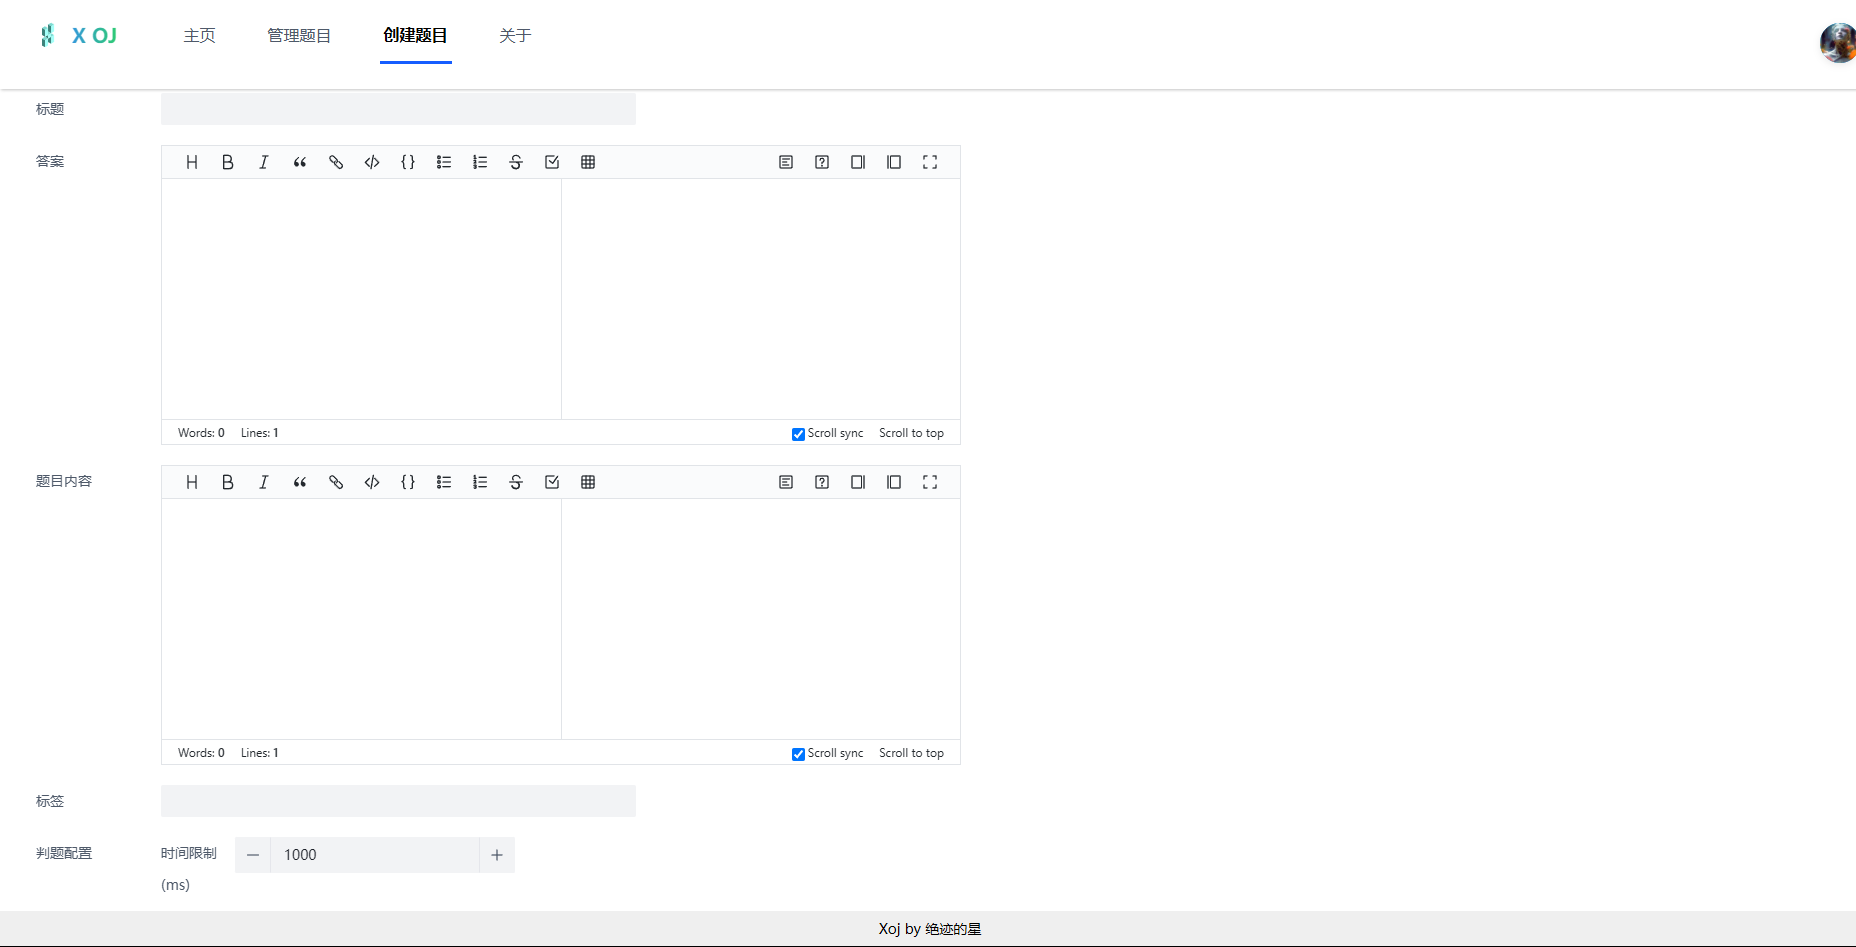 X OJ 主页 管理题目 创建题目 关于
标题
答案
Words: 0 Lines: 1 Scroll sync Scroll to top
题目内容
Words: 0 Lines: 1 Scroll sync Scroll to top
标签
判题配置 时间限制 1000
(ms)
Xoj by 绝迹的星